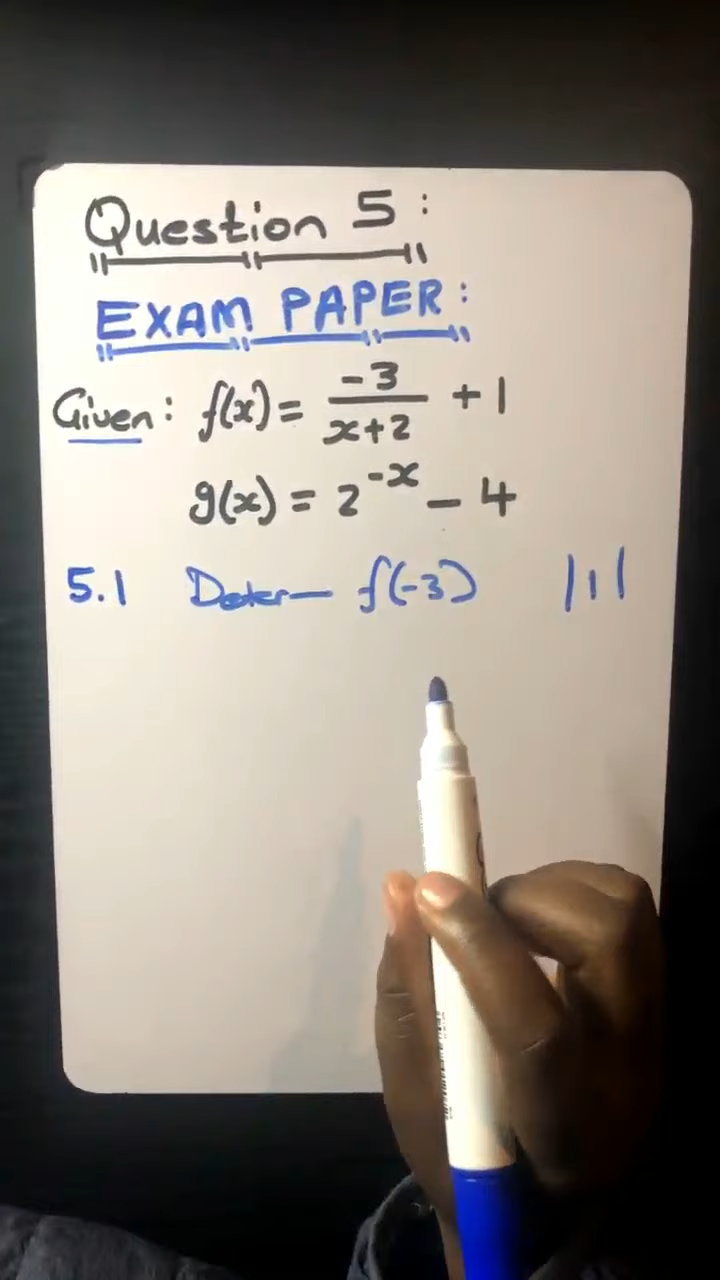 Question 5:
EXAM PAPER:
Given: f(x) = -3/(x+2) + 1
g(x) = 2^{-x} - 4
5.1 Deter— f(-3) |1|